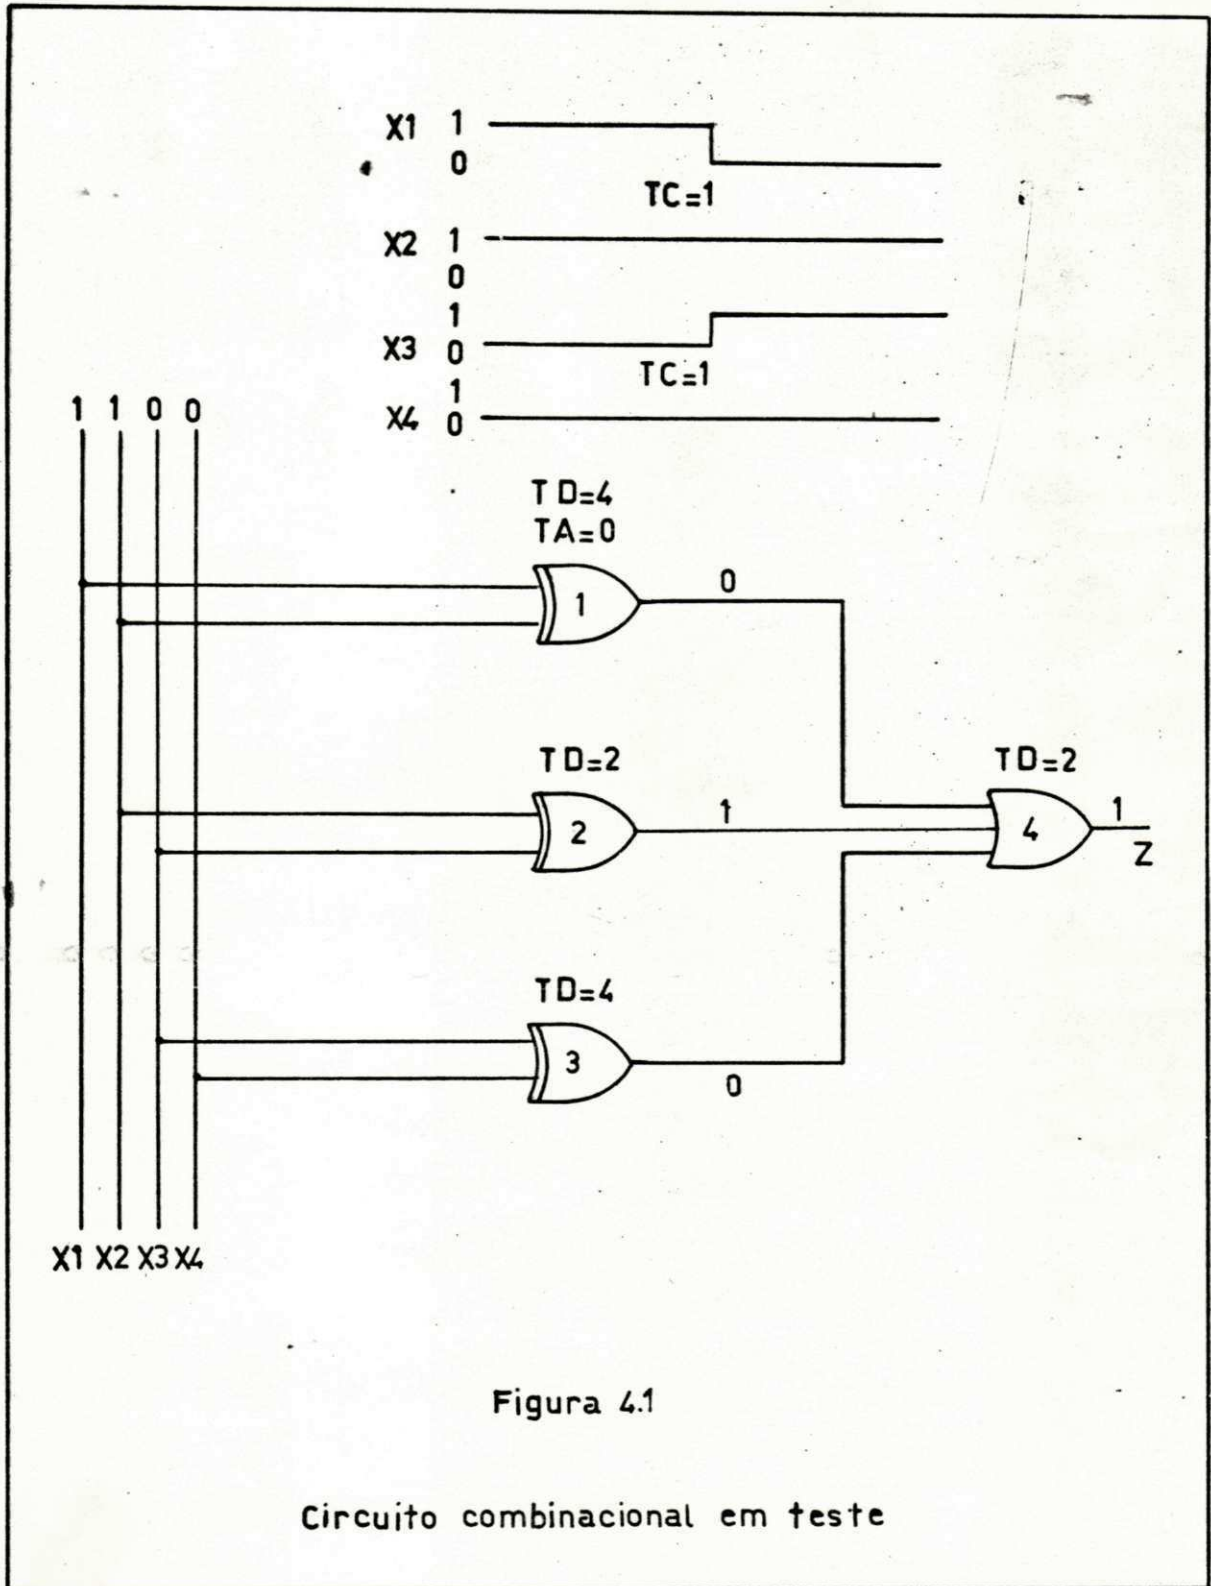 X1 1
0
TC=1
X2 1
0
1
X3 0
TC=1
1
X4 0
1 1 0 0
TD=4
TA=0
1
0
TD=2
2
1
TD=2
4
1
Z
TD=4
3
0
X1 X2 X3 X4
Figura 4.1
Circuito combinacional em teste